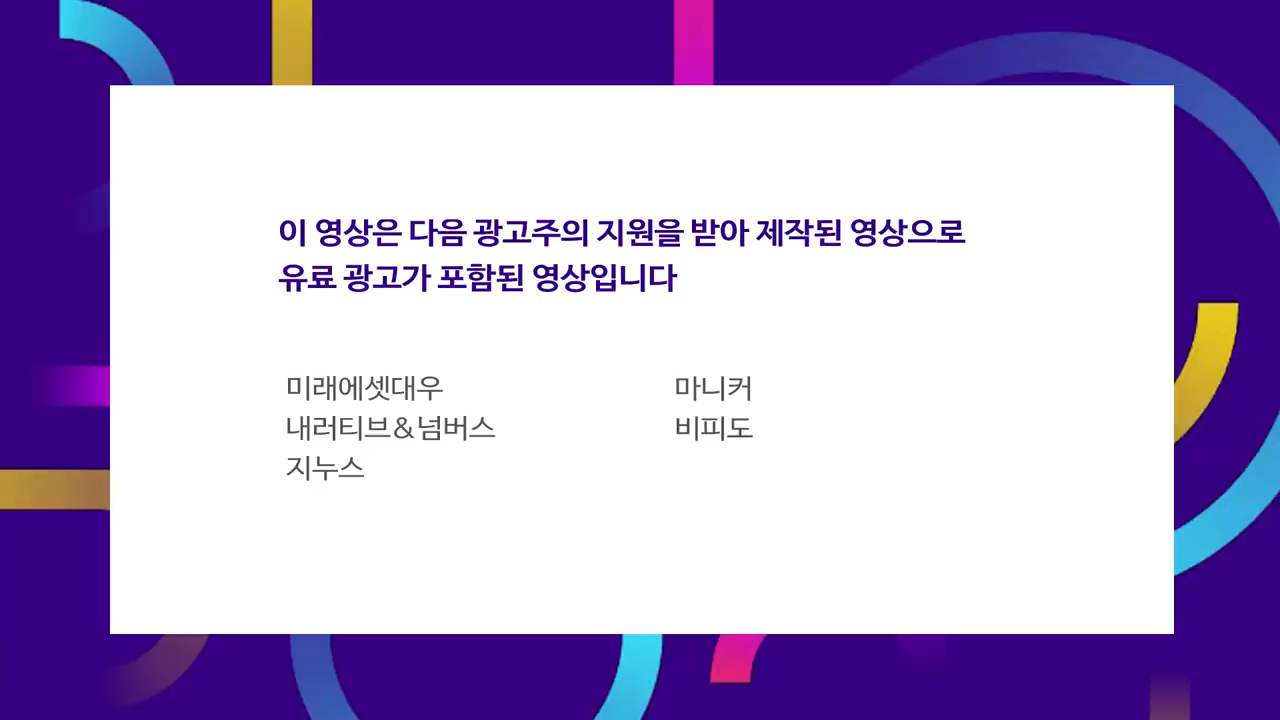 이 영상은 다음 광고주의 지원을 받아 제작된 영상으로
유료 광고가 포함된 영상입니다
미래에셋대우
내러티브&넘버스
지누스
마니커
비피도